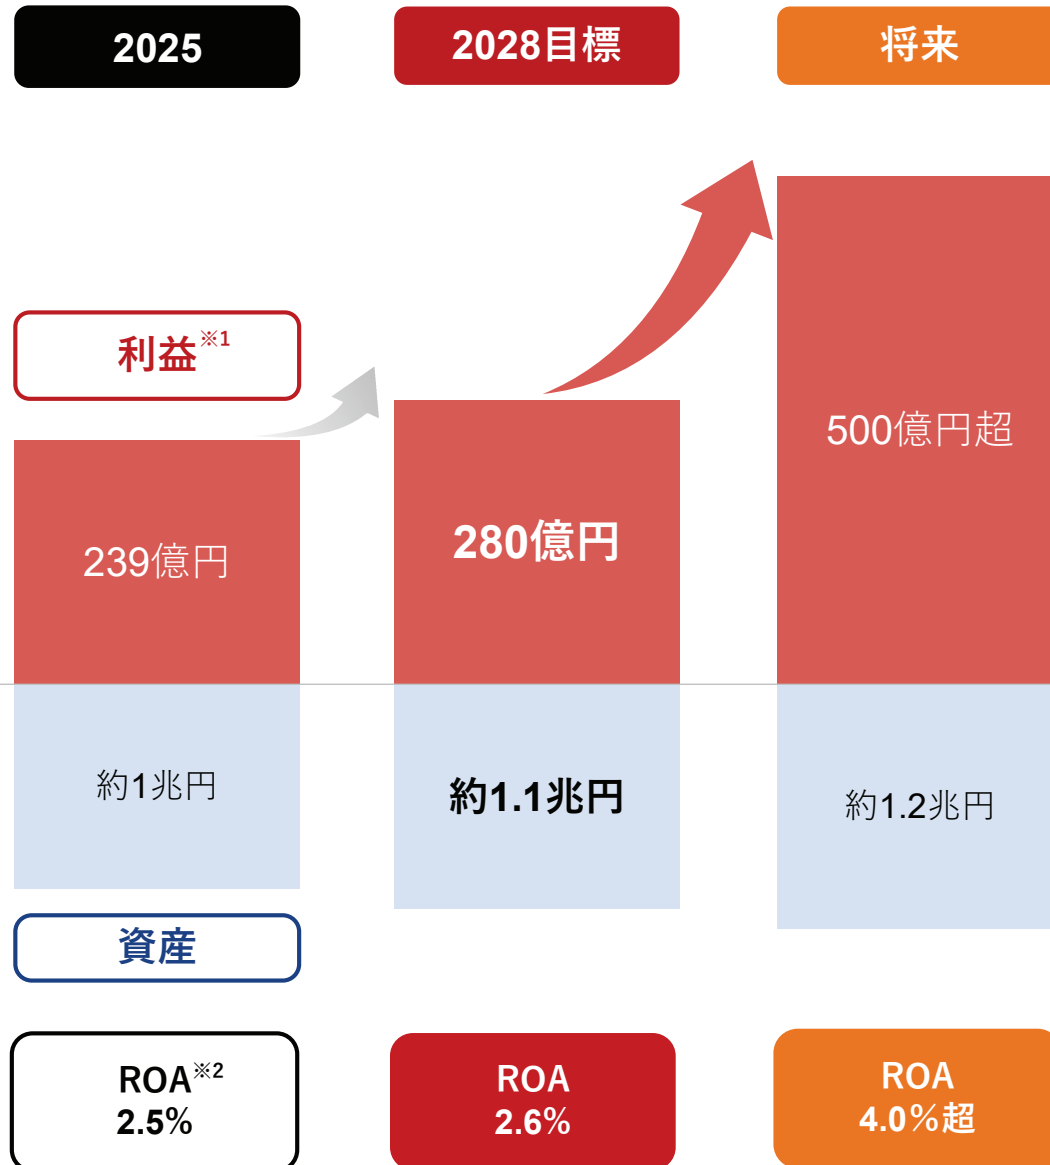 2025
2028目標
将来
利益※1
239億円
280億円
500億円超
約1兆円
約1.1兆円
約1.2兆円
資産
ROA※2
2.5%
ROA
2.6%
ROA
4.0%超